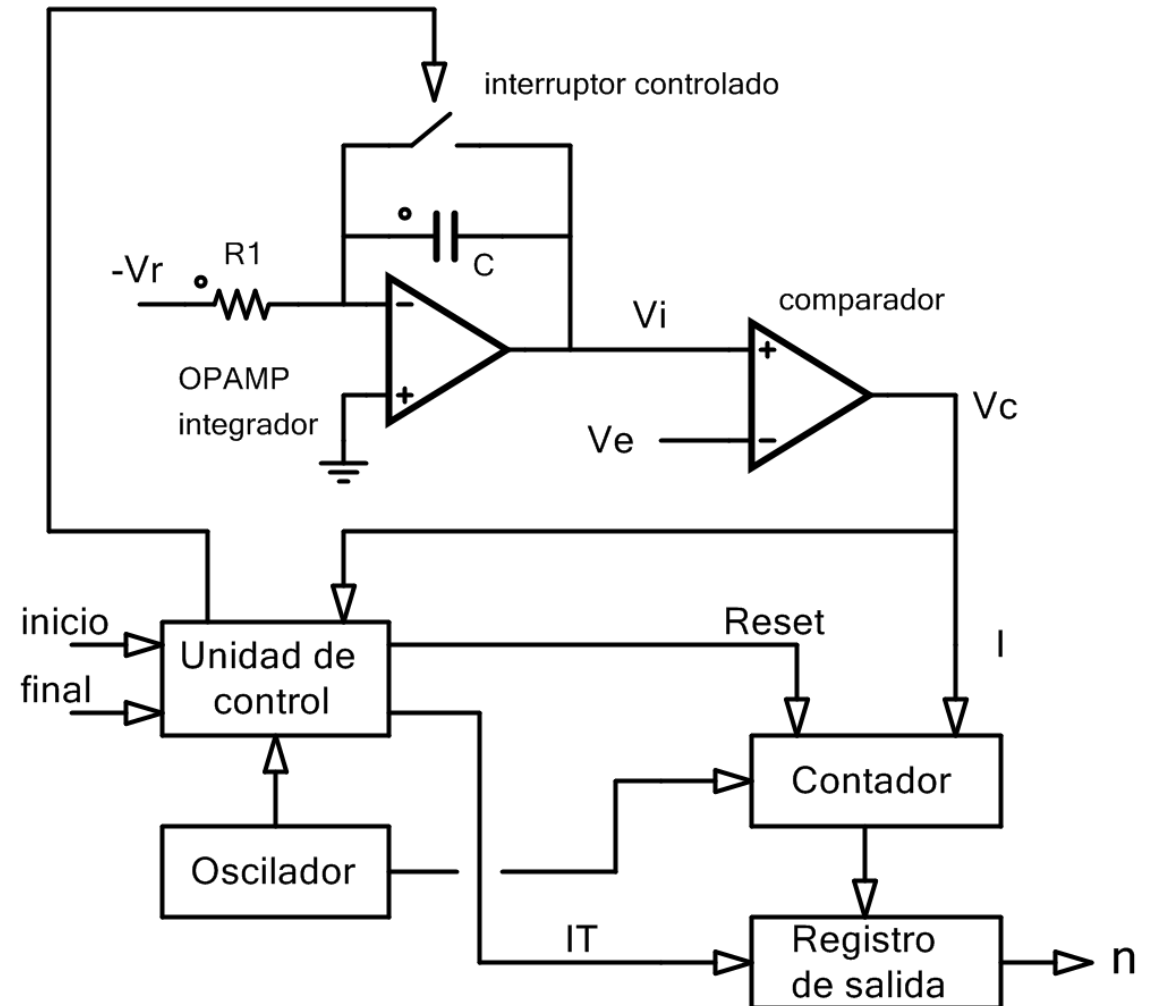 interruptor controlado
R1
-Vr
C
comparador
Vi
OPAMP
integrador
Vc
Ve
inicio
final
Unidad de
control
Reset
I
Contador
Oscilador
IT
Registro
de salida
n